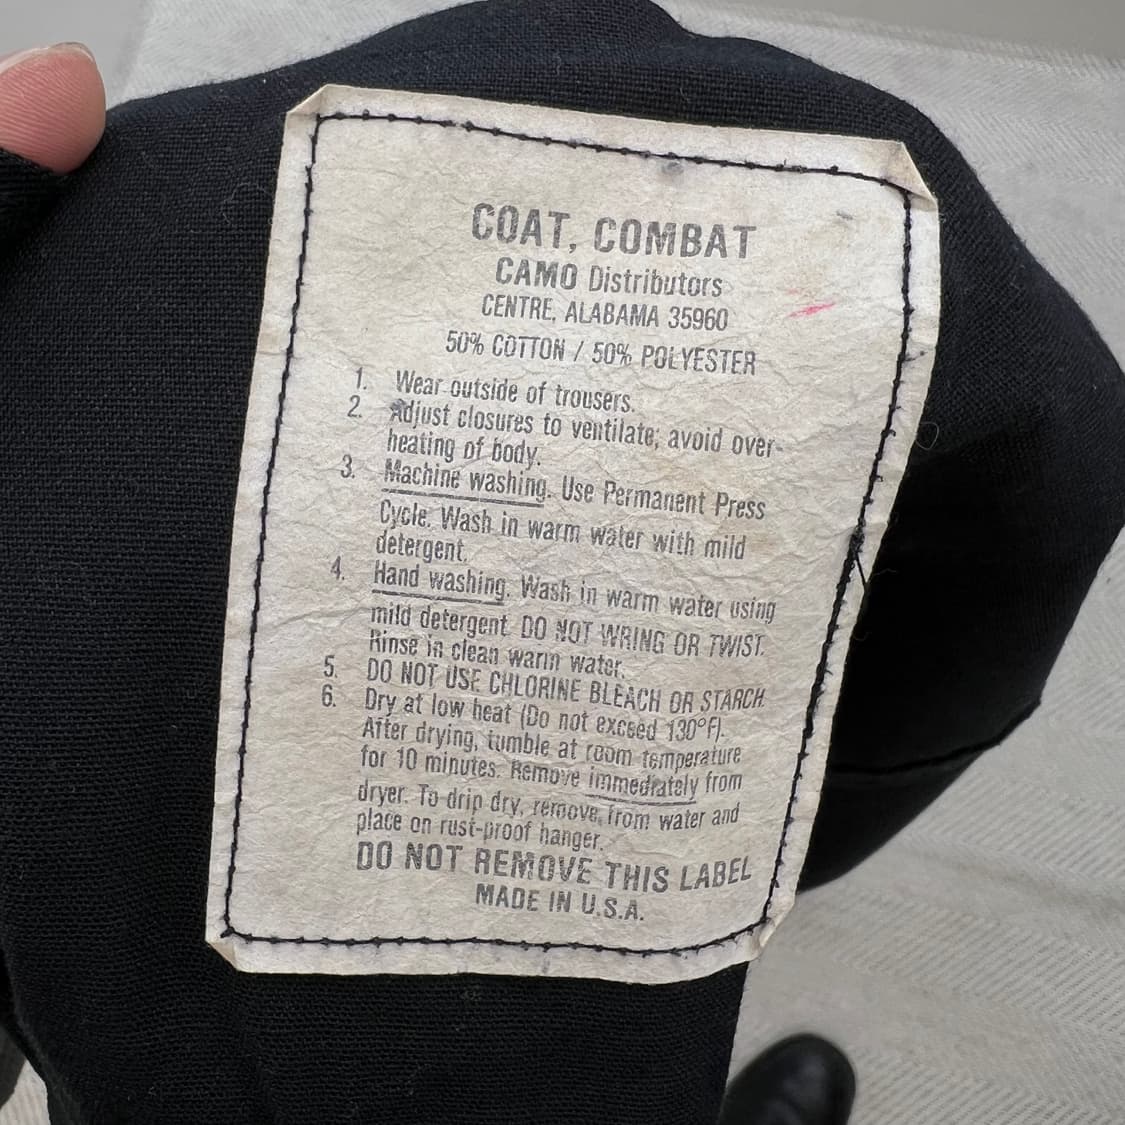 COAT, COMBAT
CAMO Distributors
CENTRE, ALABAMA 35960
50% COTTON / 50% POLYESTER
1. Wear outside of trousers.
2. Adjust closures to ventilate; avoid over-
heating of body.
3. Machine washing. Use Permanent Press
Cycle. Wash in warm water with mild
detergent.
4. Hand washing. Wash in warm water using
mild detergent. DO NOT WRING OR TWIST.
Rinse in clean warm water.
5. DO NOT USE CHLORINE BLEACH OR STARCH.
6. Dry at low heat (Do not exceed 130°F).
After drying, tumble at room temperature
for 10 minutes. Remove immediately from
dryer. To drip dry, remove from water and
place on rust-proof hanger.
DO NOT REMOVE THIS LABEL
MADE IN U.S.A.